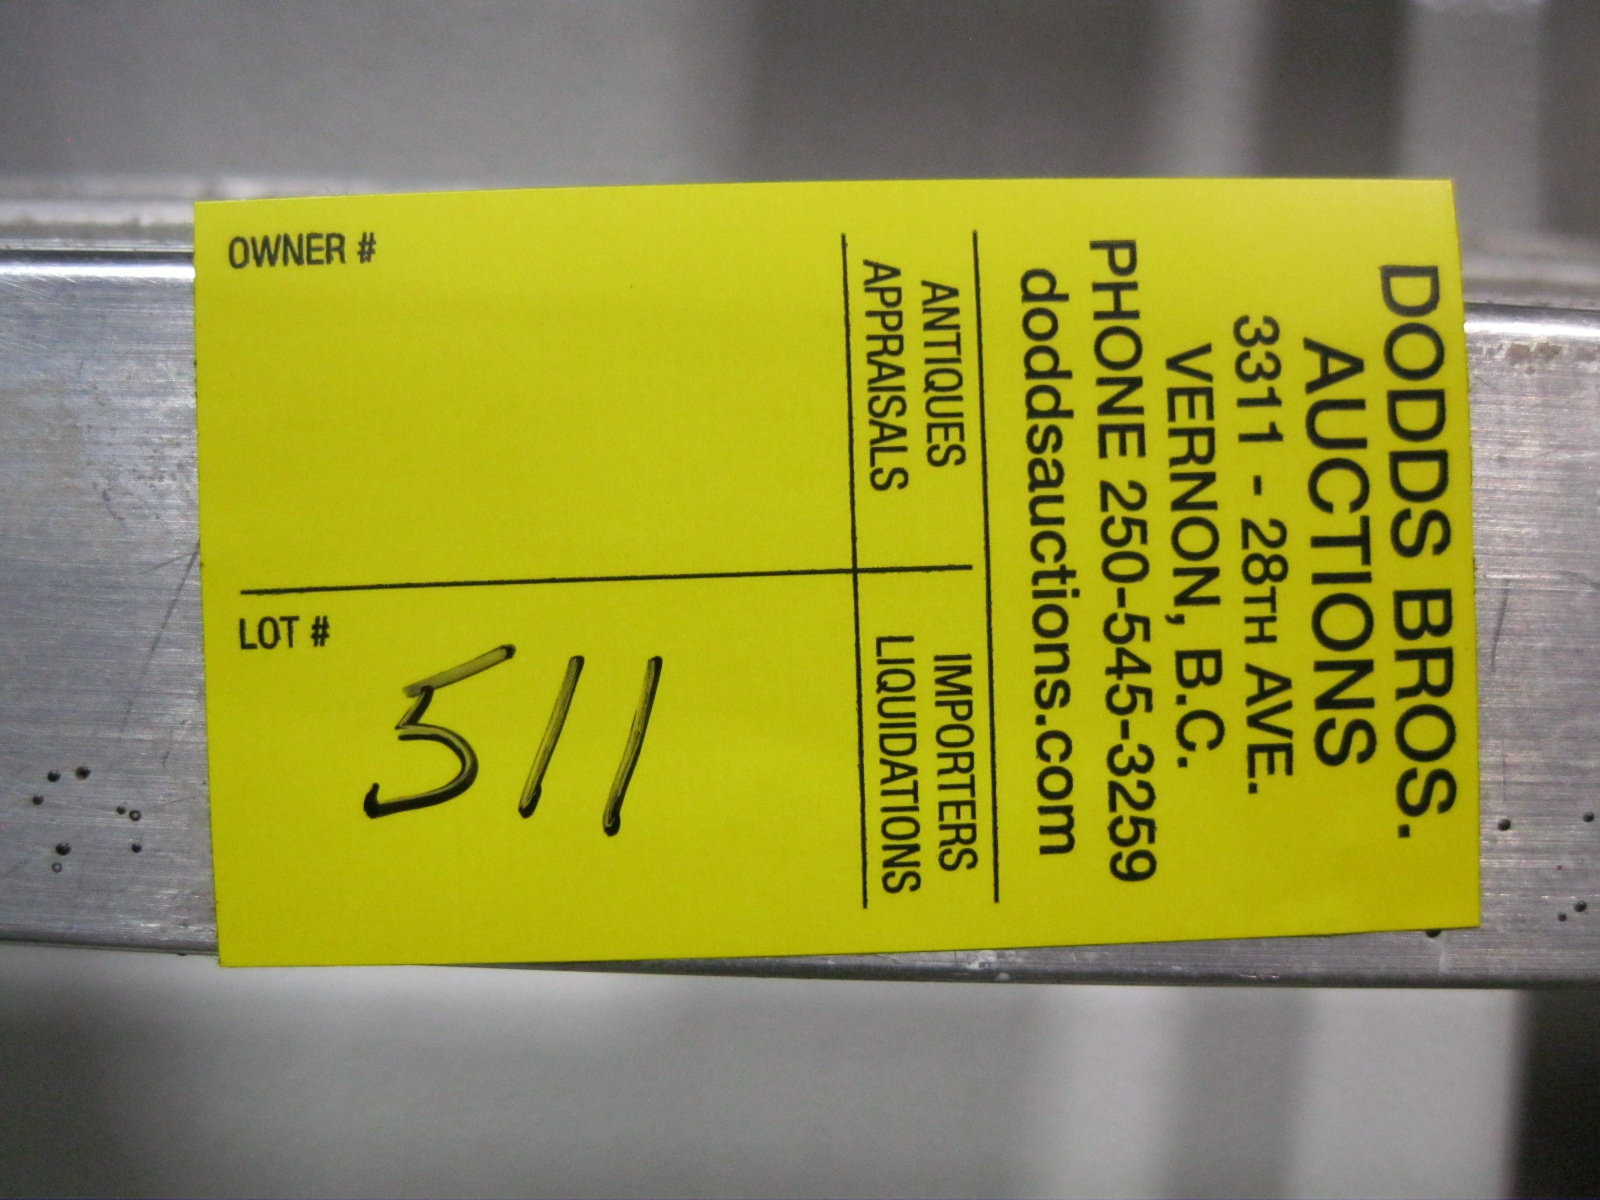 DODDS BROS.
AUCTIONS
3311 - 28TH AVE.
VERNON, B.C.
PHONE 250-545-3259
doddsauctions.com
ANTIQUES
APPRAISALS
IMPORTERS
LIQUIDATIONS
OWNER #
LOT #
511